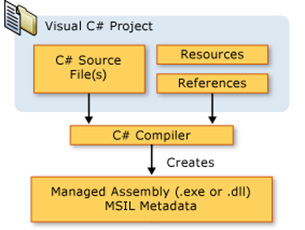 Visual C# Project
C# Source
File(s)
Resources
References
C# Compiler
Creates
Managed Assembly (.exe or .dll)
MSIL Metadata